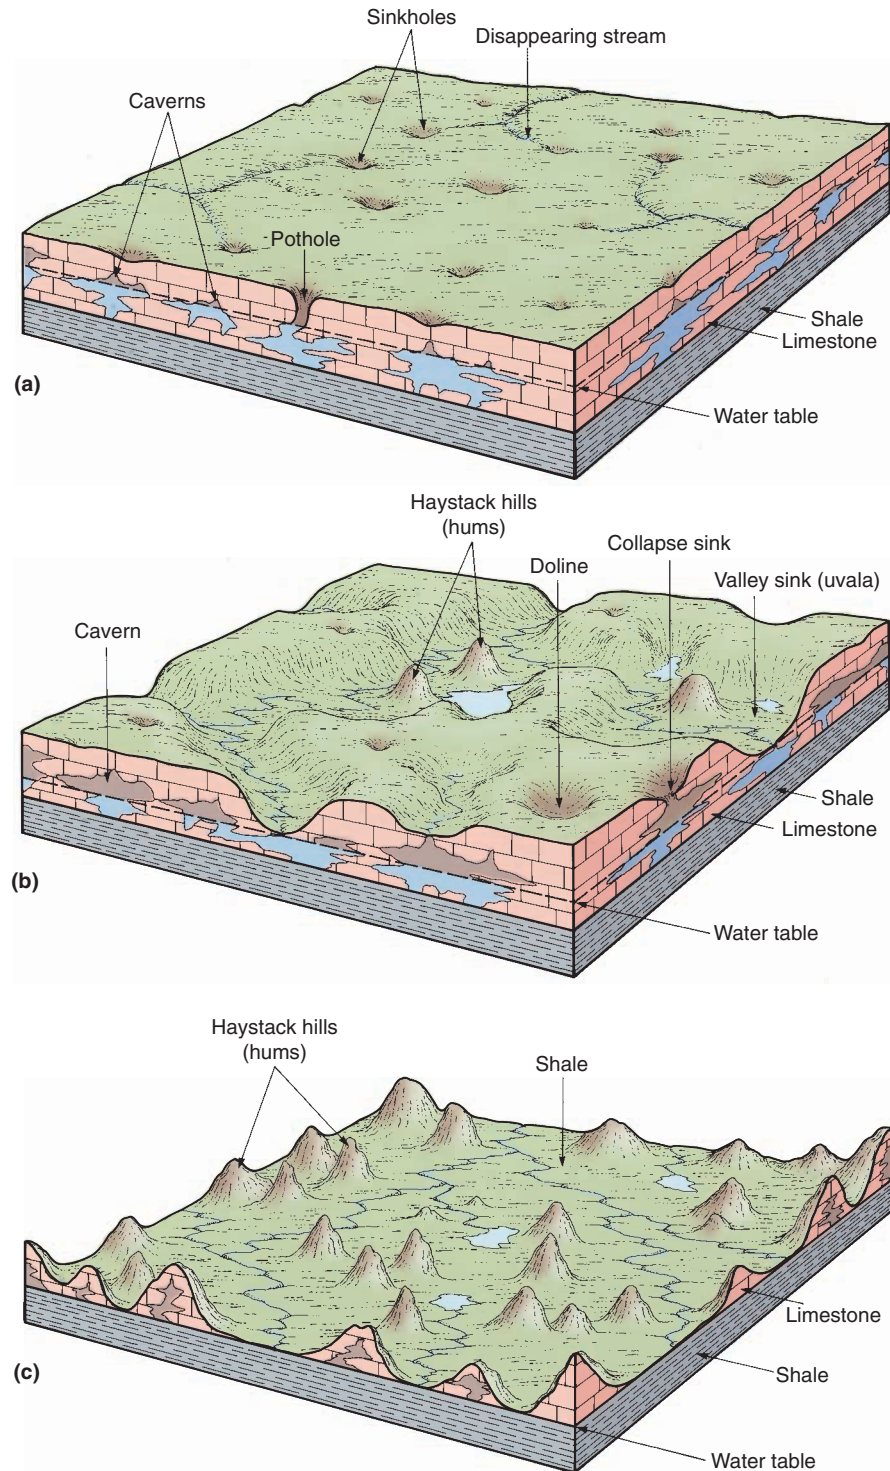 Sinkholes
Disappearing stream
Caverns
Pothole
Shale
Limestone
(a)
Water table
Haystack hills
(hums)
Collapse sink
Doline
Valley sink (uvala)
Cavern
Shale
Limestone
(b)
Water table
Haystack hills
(hums)
Shale
Limestone
(c)
Shale
Water table